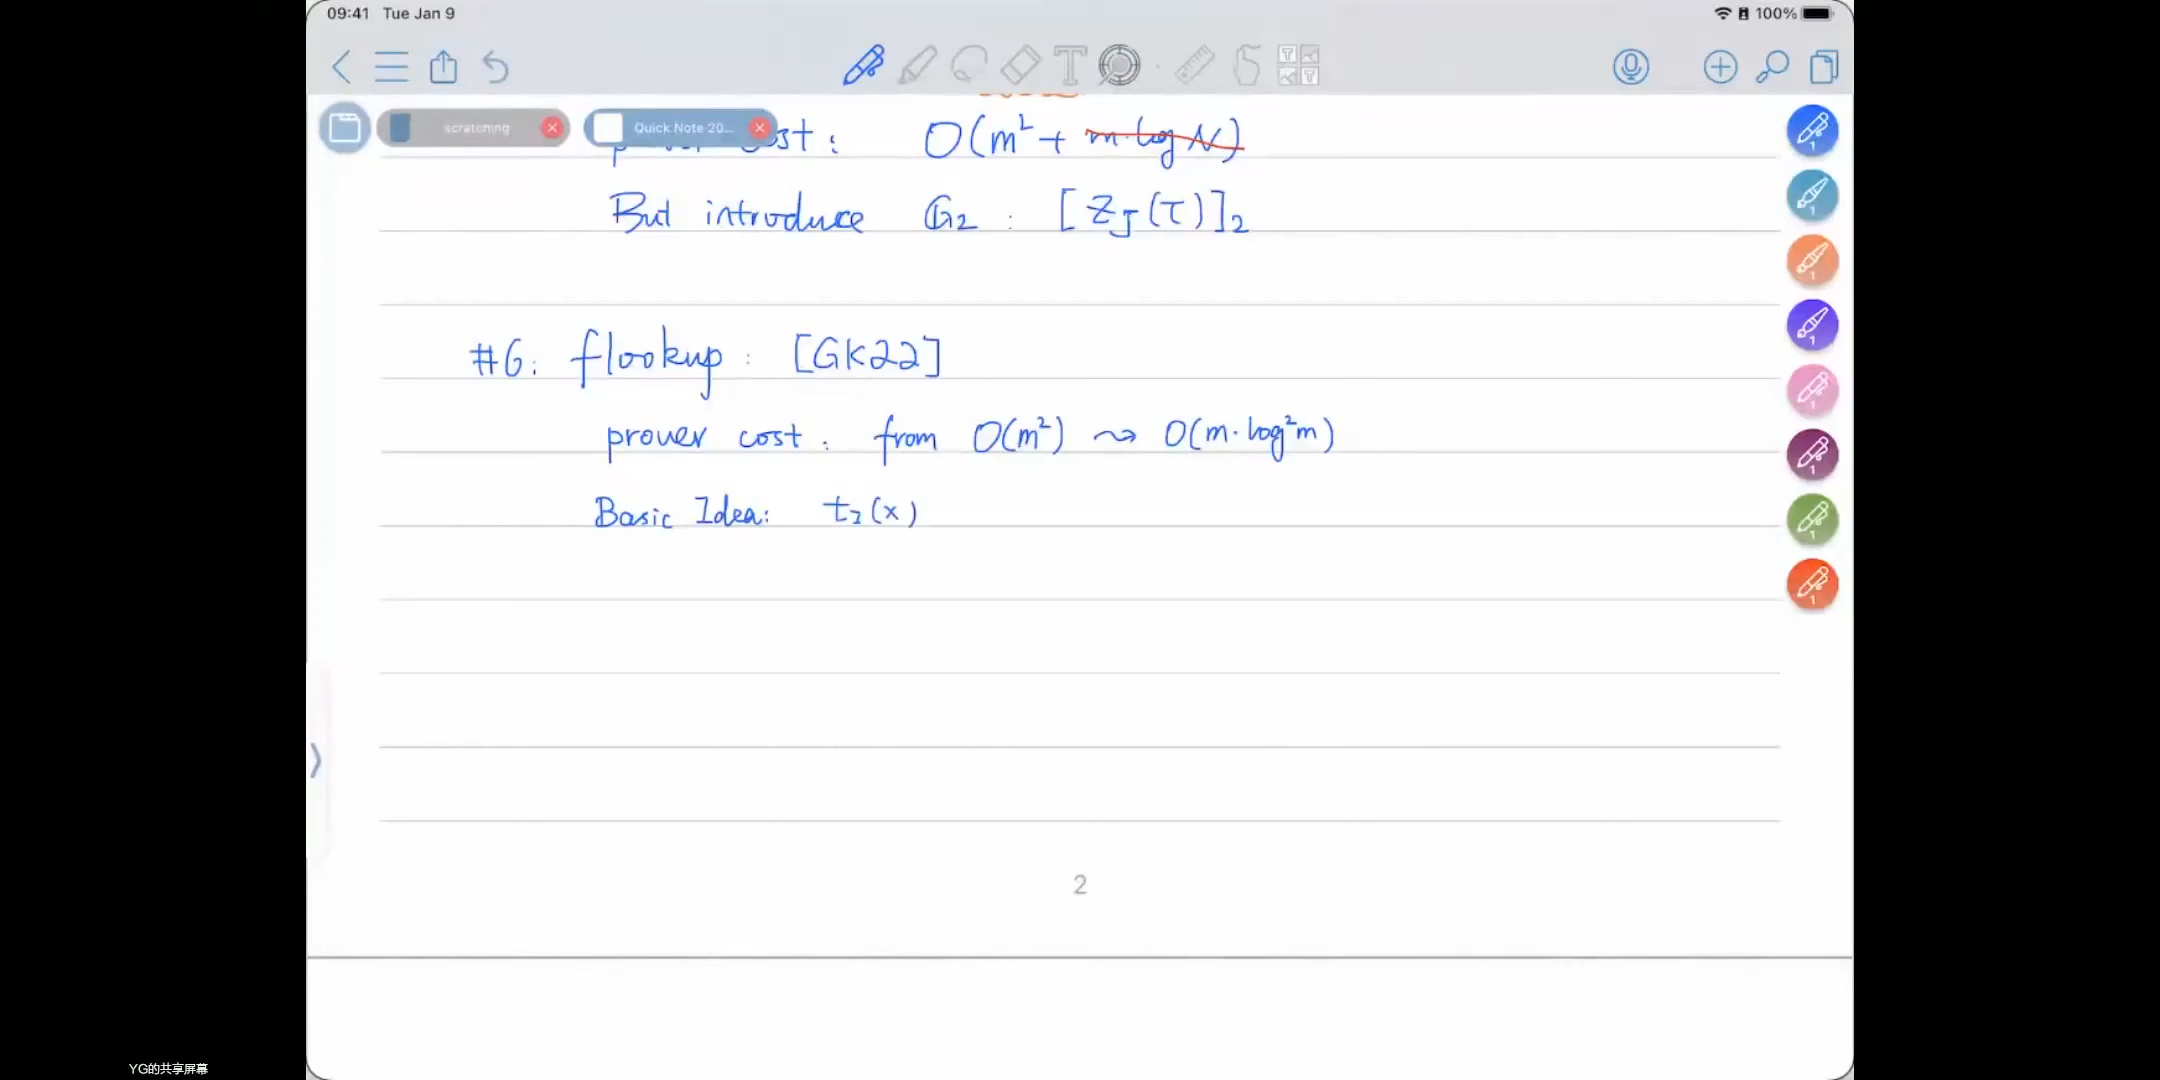 09:41 Tue Jan 9 100%
scratching Quick Note 20...
cost: O(m² + m·log N)
But introduce G₂ : [Z_J(τ)]₂
#6. flookup: [GK22]
prover cost: from O(m²) ⤳ O(m·log²m)
Basic Idea: t₂(x)
2
YG的共享屏幕